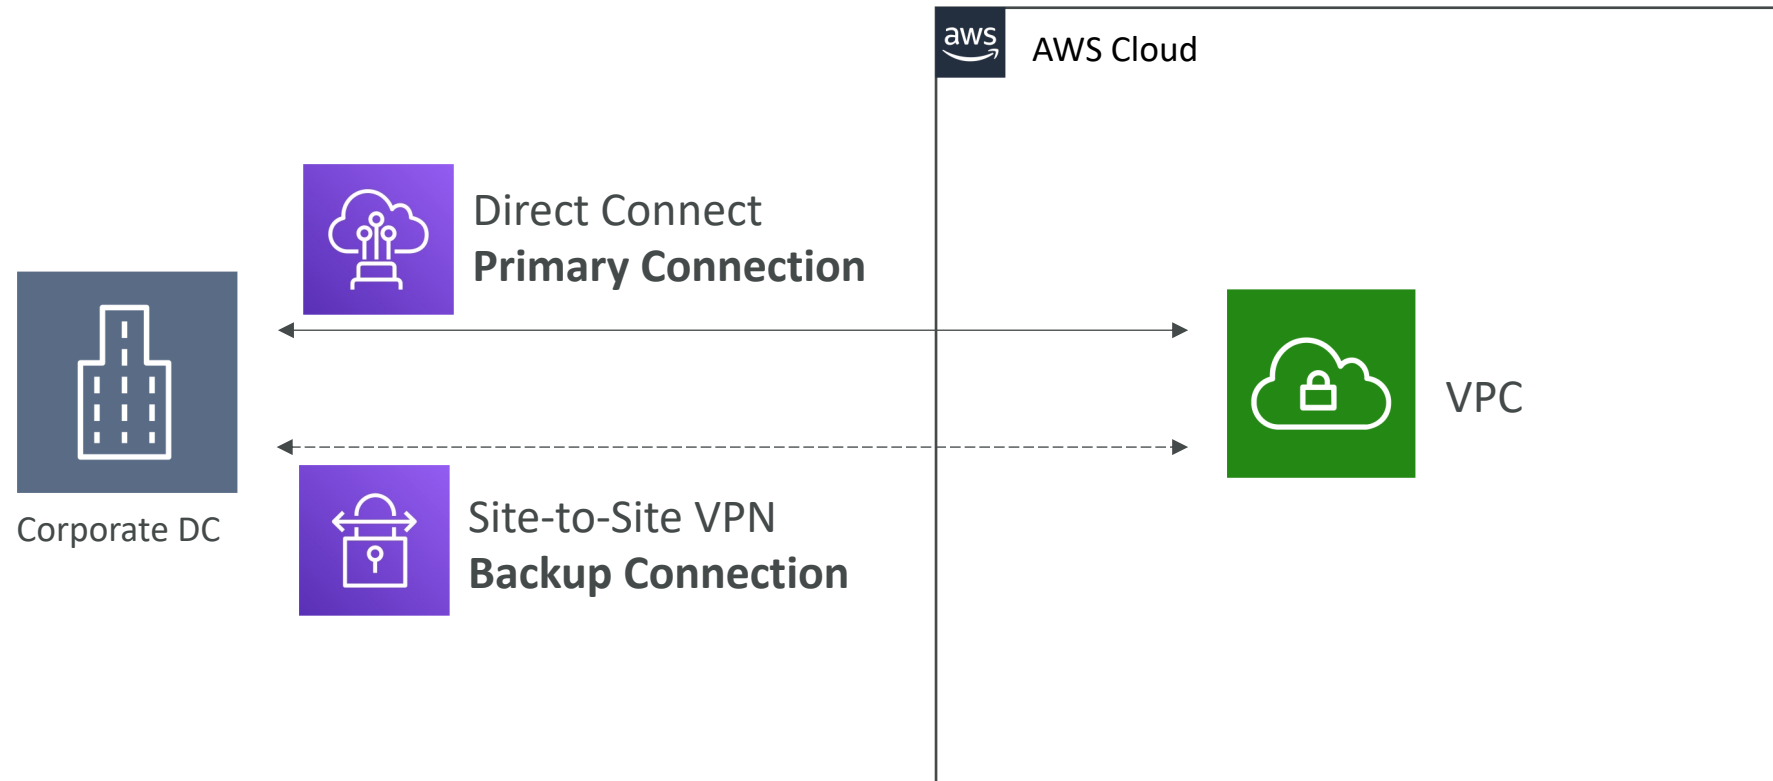 aws
AWS Cloud
Direct Connect
Primary Connection
Corporate DC
VPC
Site-to-Site VPN
Backup Connection